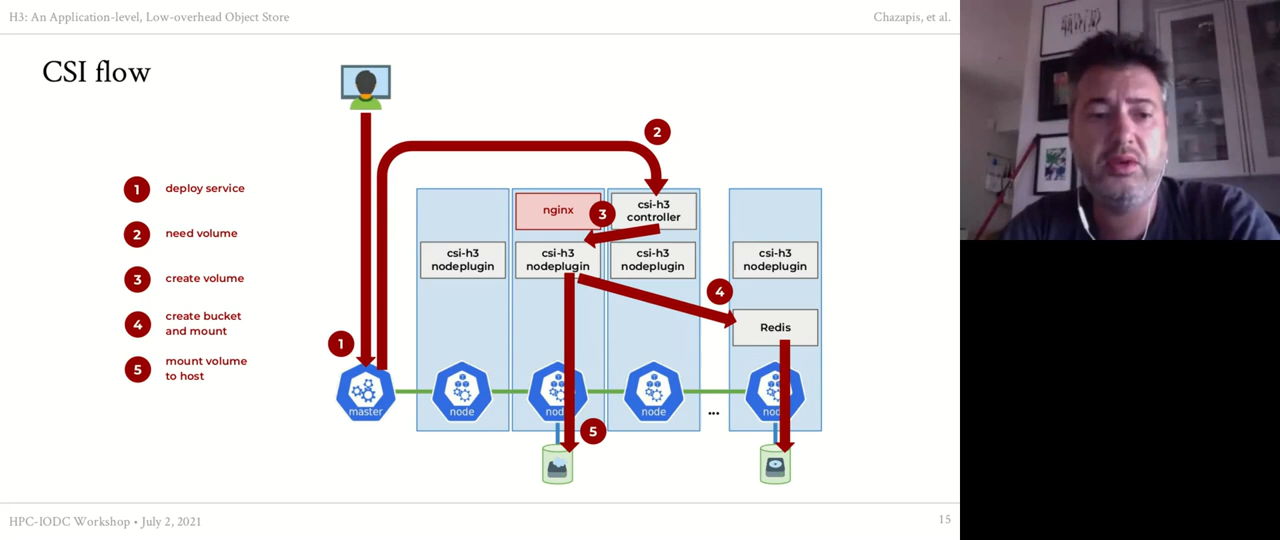 H3: An Application-level, Low-overhead Object Store
Chazapis, et al.
CSI flow
1 deploy service
2 need volume
3 create volume
4 create bucket
and mount
5 mount volume
to host
2
nginx
3
csi-h3
controller
csi-h3
nodeplugin
csi-h3
nodeplugin
csi-h3
nodeplugin
csi-h3
nodeplugin
4
Redis
1
master
node
node
node
...
node
5
HPC-IODC Workshop • July 2, 2021
15